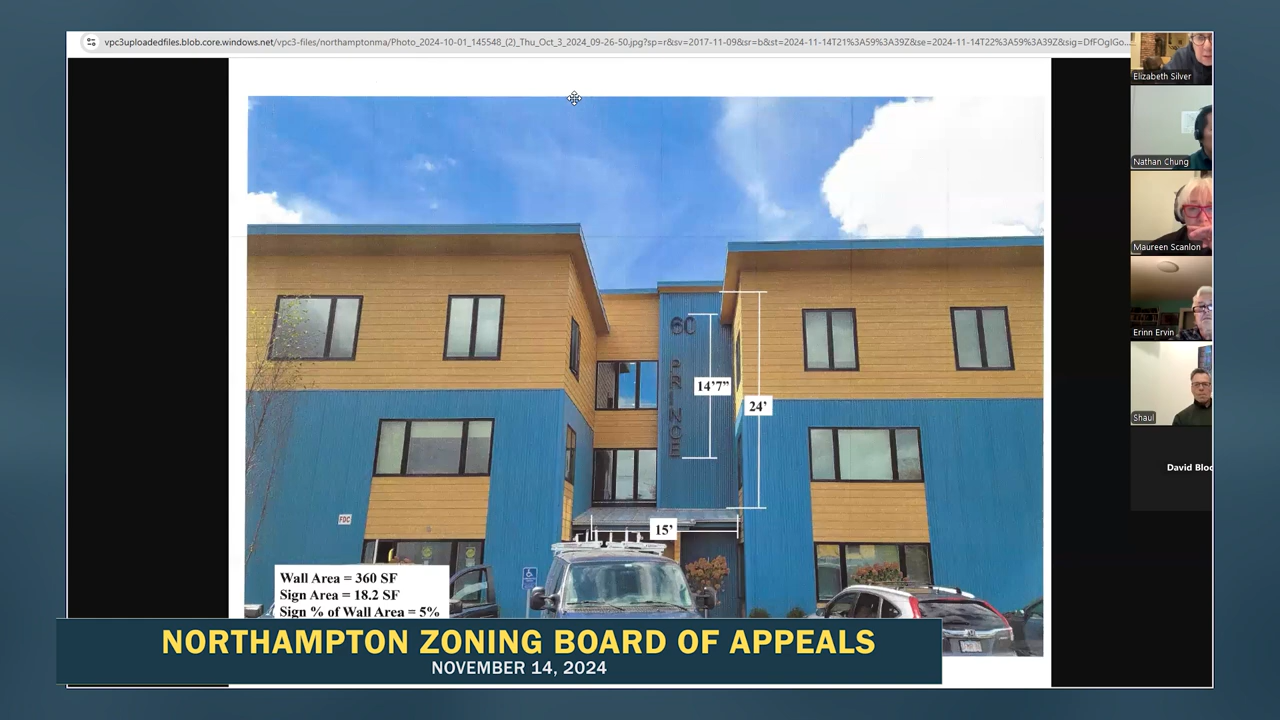 vpc3uploadedfiles.blob.core.windows.net/vpc3-files/northamptonma/Photo_2024-10-01_145548_(2)_Thu_Oct_3_2024_09-26-50.jpg?sp=r&sv=2017-11-09&sr=b&st=2024-11-14T21%3A59%3A39Z&se=2024-11-14T22%3A59%3A39Z&sig=DfFOgIGo...
Elizabeth Silver
Nathan Chung
Maureen Scanlon
Erinn Ervin
Shaul
David Bloc
60
PRINCE
14'7"
24'
15'
FDC
Wall Area = 360 SF
Sign Area = 18.2 SF
Sign % of Wall Area = 5%
NORTHAMPTON ZONING BOARD OF APPEALS
NOVEMBER 14, 2024